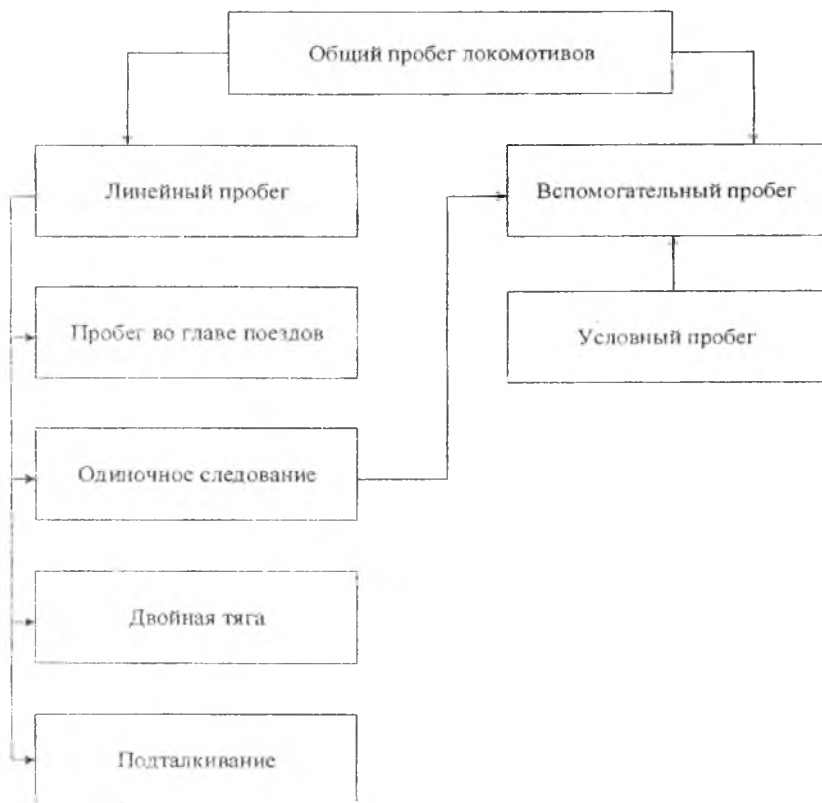 Общий пробег локомотивов
Линейный пробег
Вспомогательный пробег
Пробег во главе поездов
Условный пробег
Одиночное следование
Двойная тяга
Подталкивание